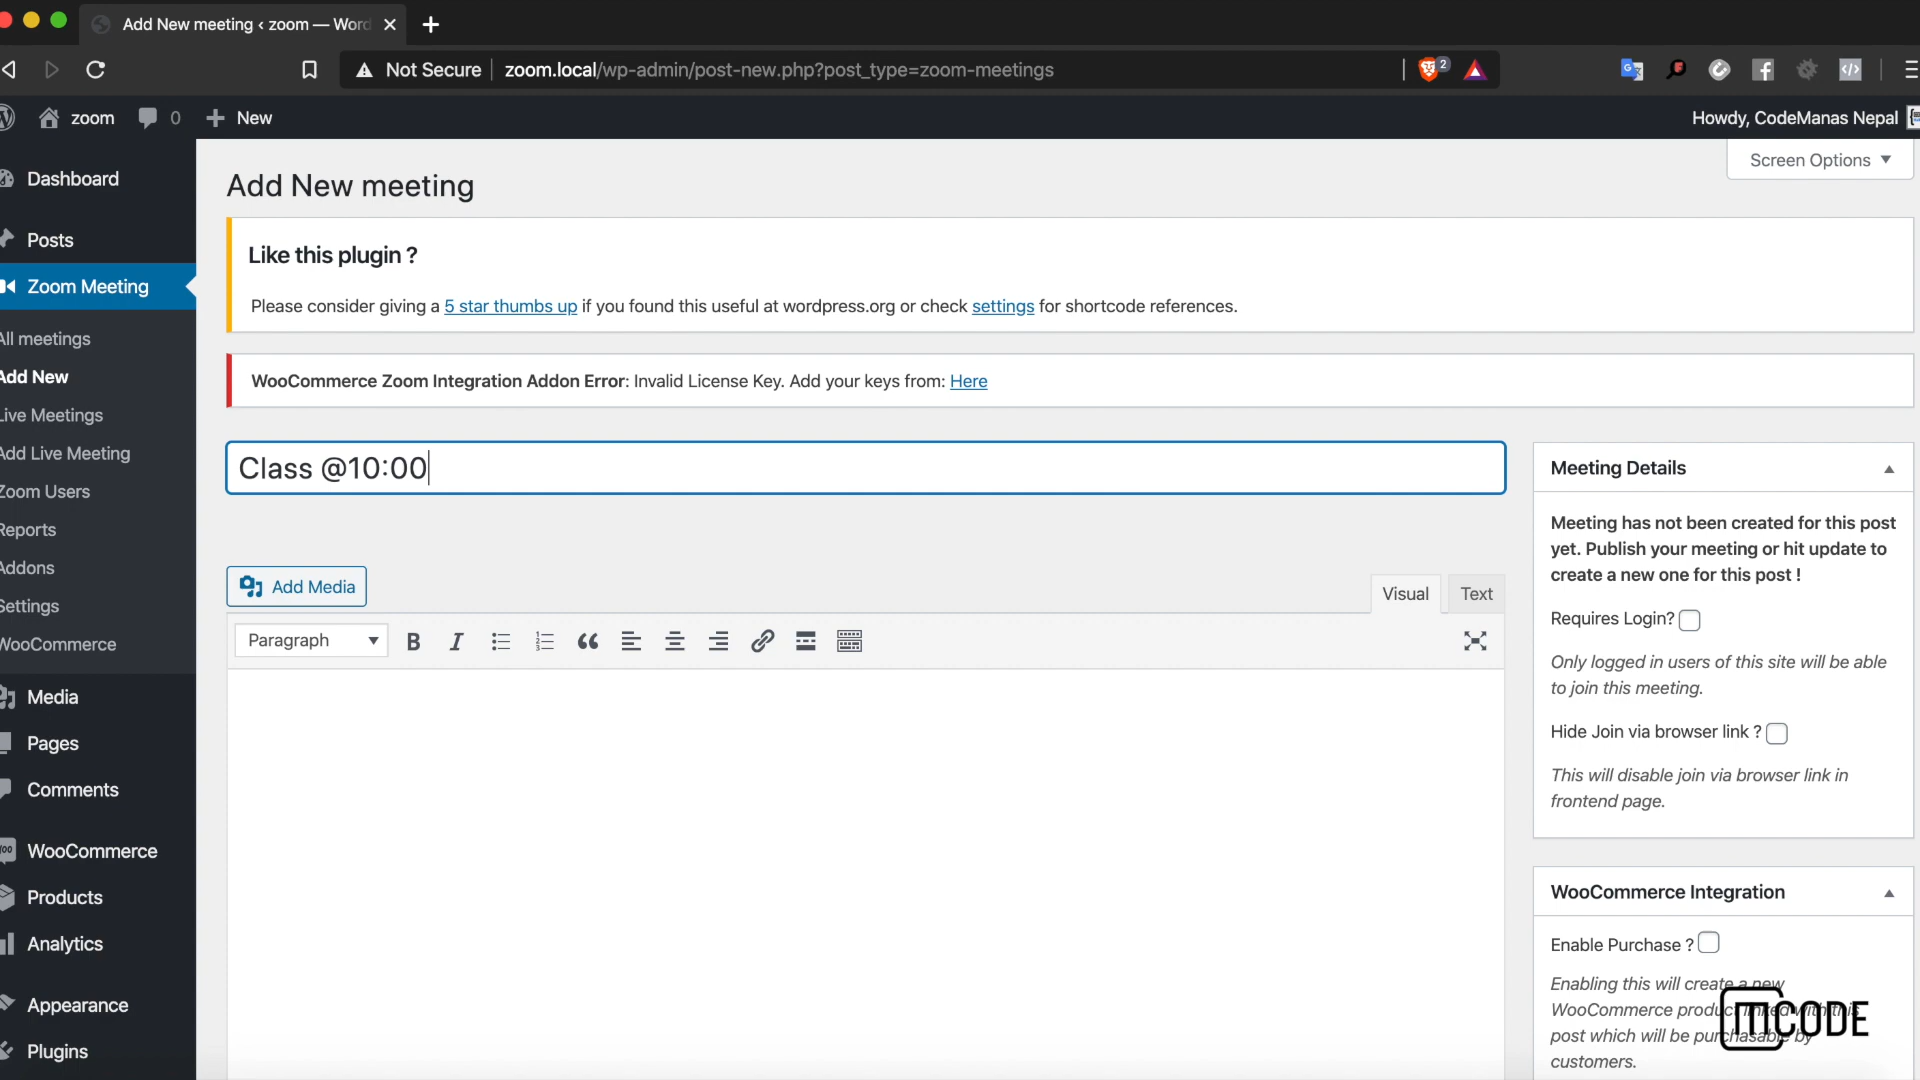 Add New meeting ‹ zoom — Word
Not Secure
zoom.local/wp-admin/post-new.php?post_type=zoom-meetings
2
zoom
0
New
Howdy, CodeManas Nepal
Screen Options
Dashboard
Posts
Zoom Meeting
All meetings
Add New
Live Meetings
Add Live Meeting
Zoom Users
Reports
Addons
Settings
WooCommerce
Media
Pages
Comments
WooCommerce
Products
Analytics
Appearance
Plugins
Add New meeting
Like this plugin ?
Please consider giving a 5 star thumbs up if you found this useful at wordpress.org or check settings for shortcode references.
WooCommerce Zoom Integration Addon Error: Invalid License Key. Add your keys from: Here
Class @10:00
Add Media
Visual
Text
Paragraph
Meeting Details
Meeting has not been created for this post
yet. Publish your meeting or hit update to
create a new one for this post !
Requires Login?
Only logged in users of this site will be able
to join this meeting.
Hide Join via browser link ?
This will disable join via browser link in
frontend page.
WooCommerce Integration
Enable Purchase ?
Enabling this will create a new
WooCommerce product linked with this
post which will be purchasable by
customers.
mCODE